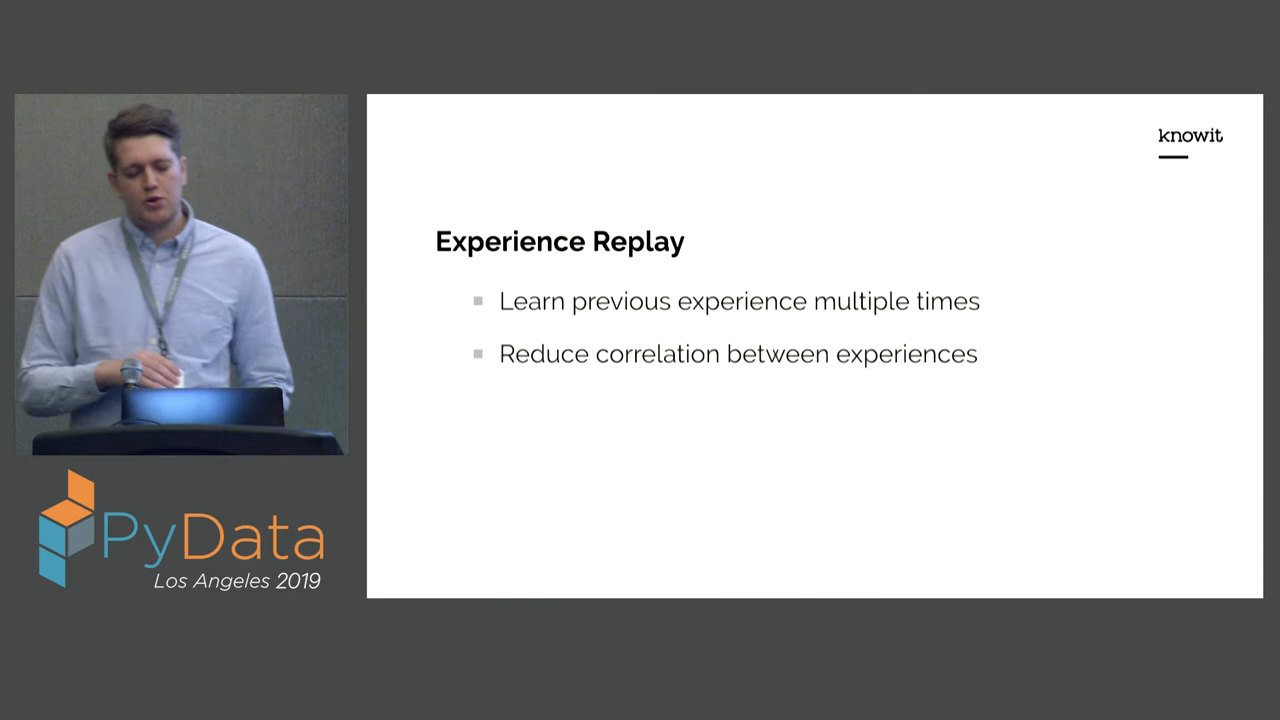 knowit
Experience Replay
Learn previous experience multiple times
Reduce correlation between experiences
PyData
Los Angeles 2019